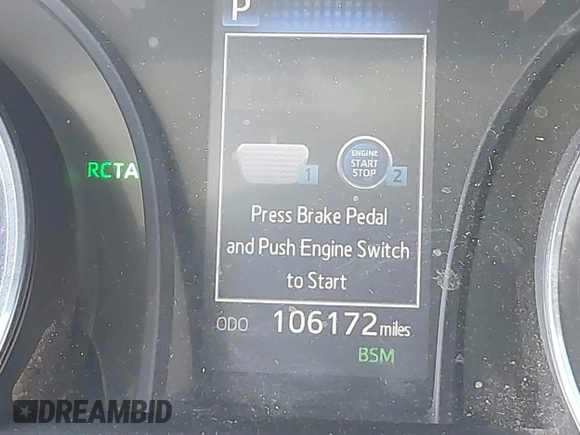 P
RCTA
ENGINE
START
STOP
1
2
Press Brake Pedal
and Push Engine Switch
to Start
ODO 106172 miles
BSM
DREAMBID